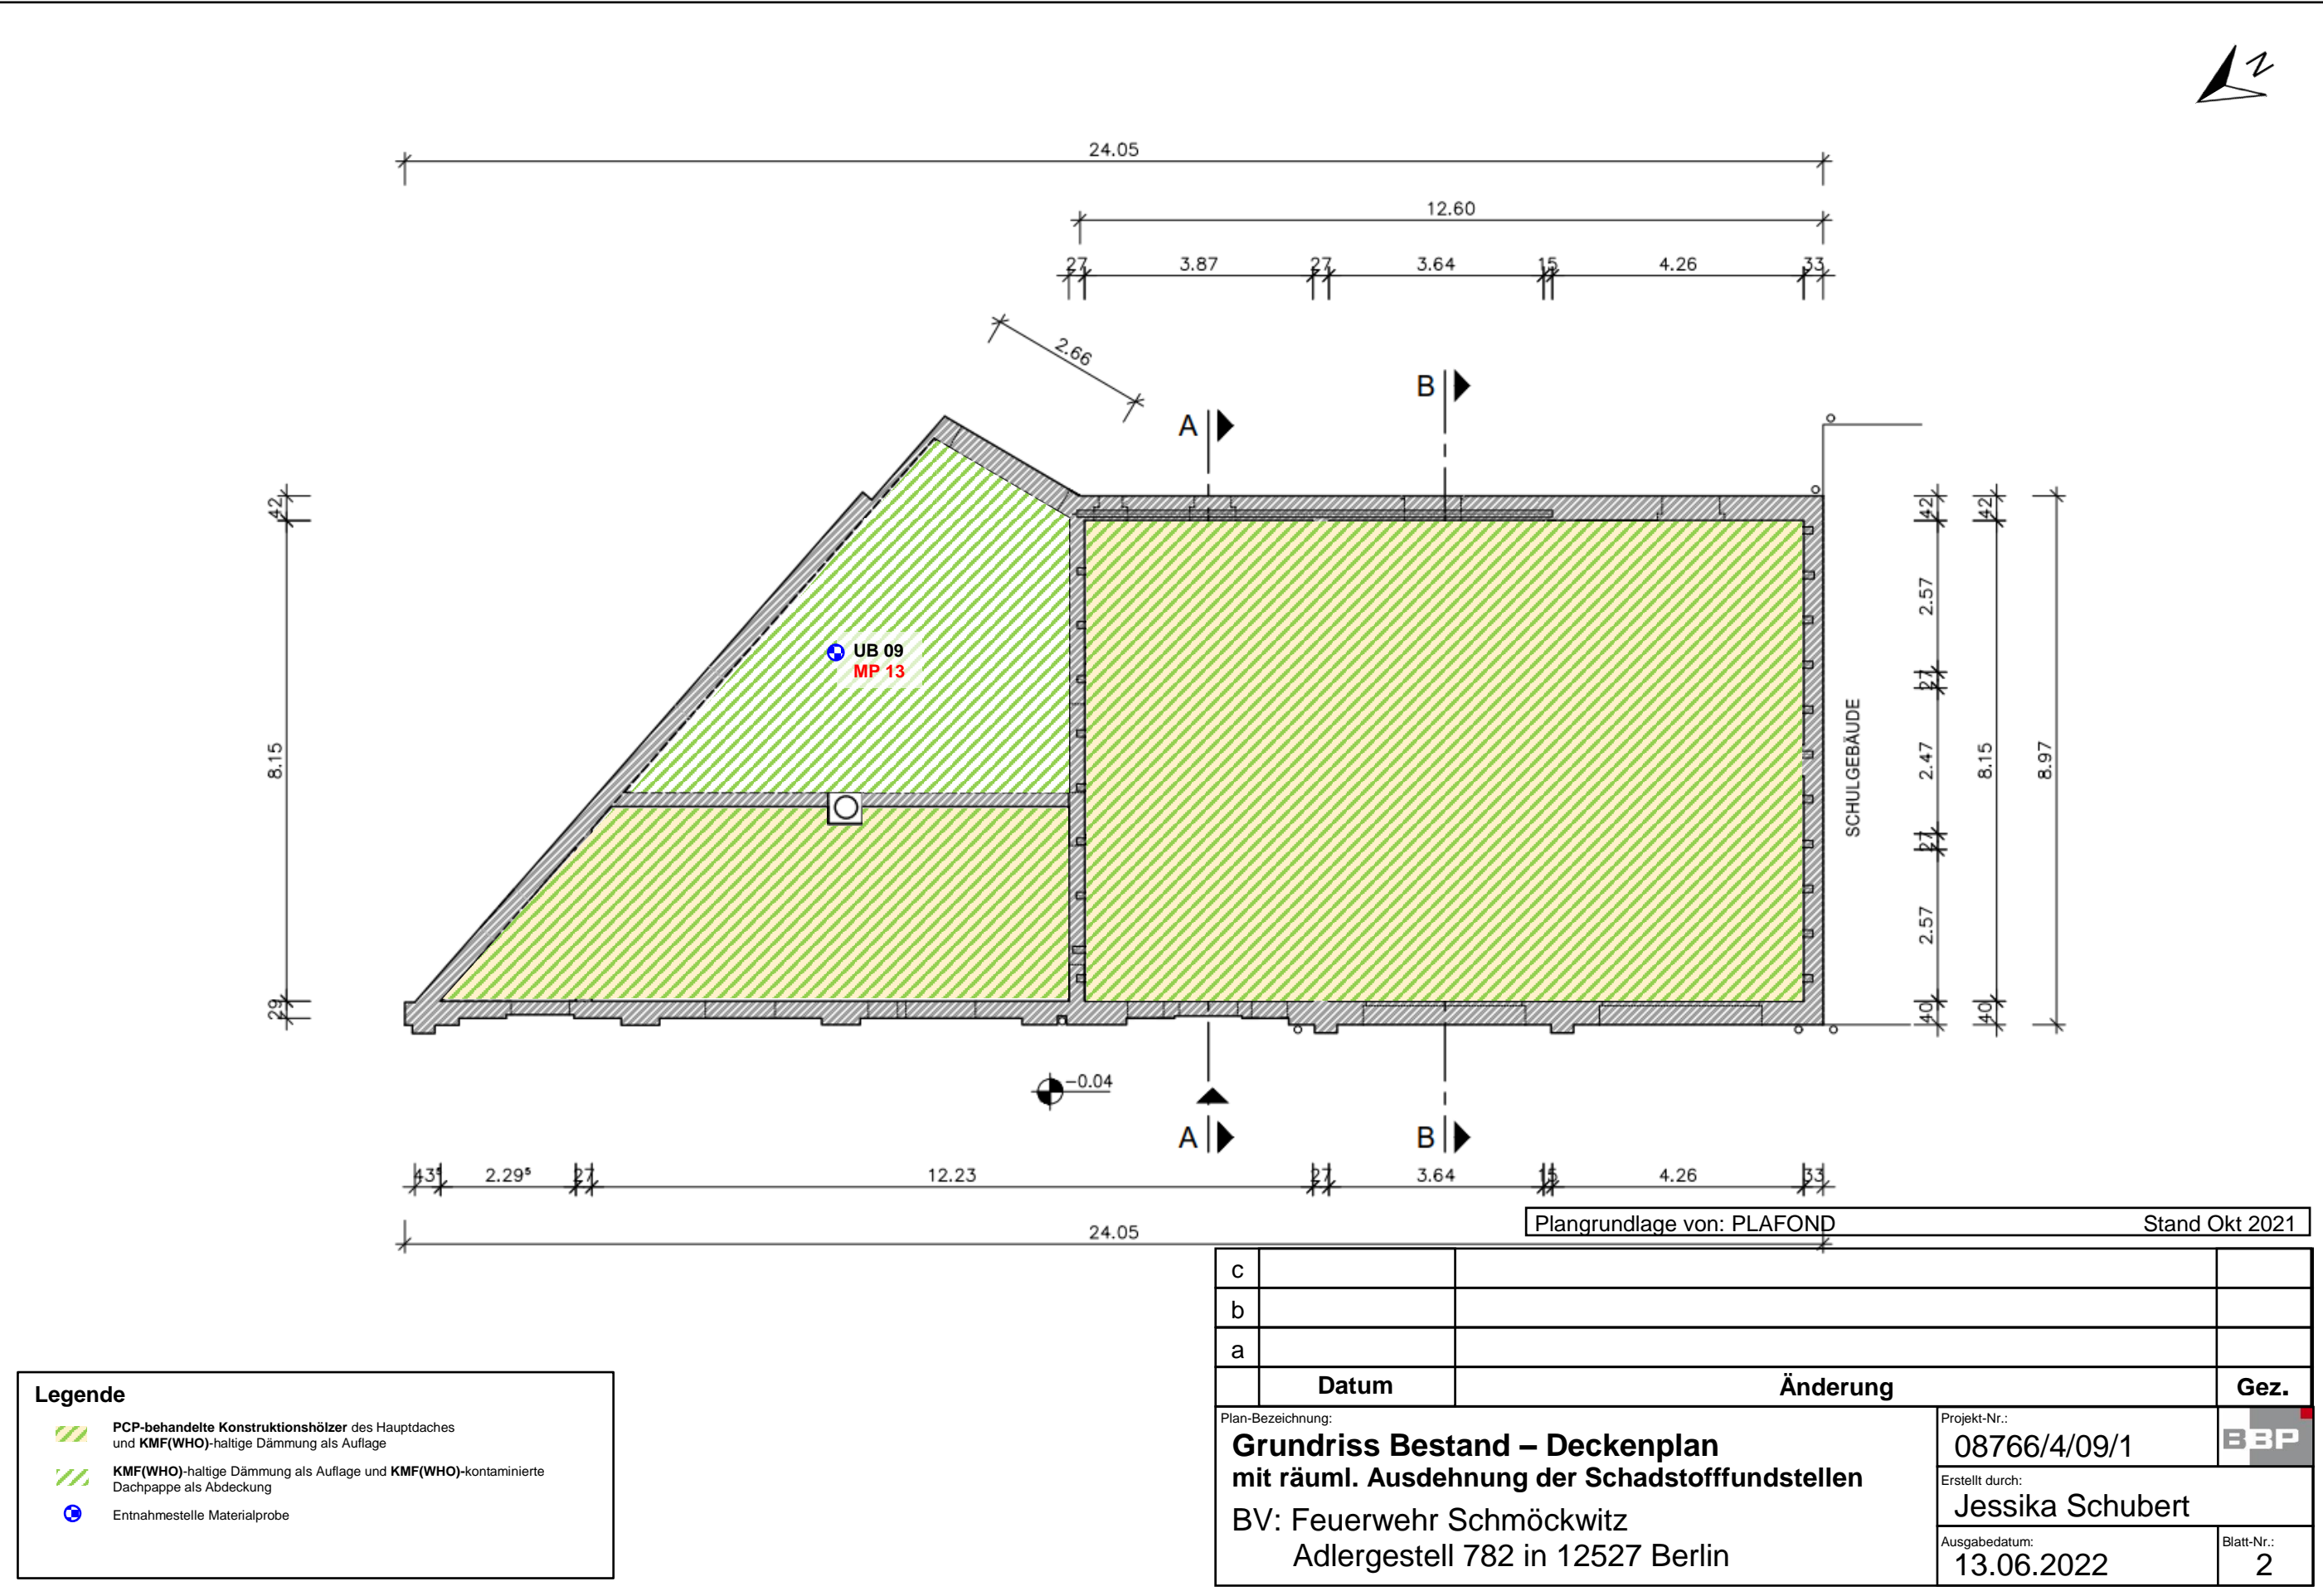 N
24.05
12.60
27 3.87 27 3.64 15 4.26 33
2.66
B
A
42
8.15
29
UB 09
MP 13
SCHULGEBÄUDE
42
2.57
27
2.47
27
2.57
40
42
8.15
40
8.97
-0.04
A
B
43⁵ 2.29⁵ 27 12.23 27 3.64 15 4.26 33
24.05
Plangrundlage von: PLAFOND Stand Okt 2021
c
b
a
Datum Änderung Gez.
Plan-Bezeichnung:
Grundriss Bestand – Deckenplan
mit räuml. Ausdehnung der Schadstofffundstellen
BV: Feuerwehr Schmöckwitz
Adlergestell 782 in 12527 Berlin
Projekt-Nr.:
08766/4/09/1
BBP
Erstellt durch:
Jessika Schubert
Ausgabedatum:
13.06.2022
Blatt-Nr.:
2
Legende
PCP-behandelte Konstruktionshölzer des Hauptdaches
und KMF(WHO)-haltige Dämmung als Auflage
KMF(WHO)-haltige Dämmung als Auflage und KMF(WHO)-kontaminierte
Dachpappe als Abdeckung
Entnahmestelle Materialprobe